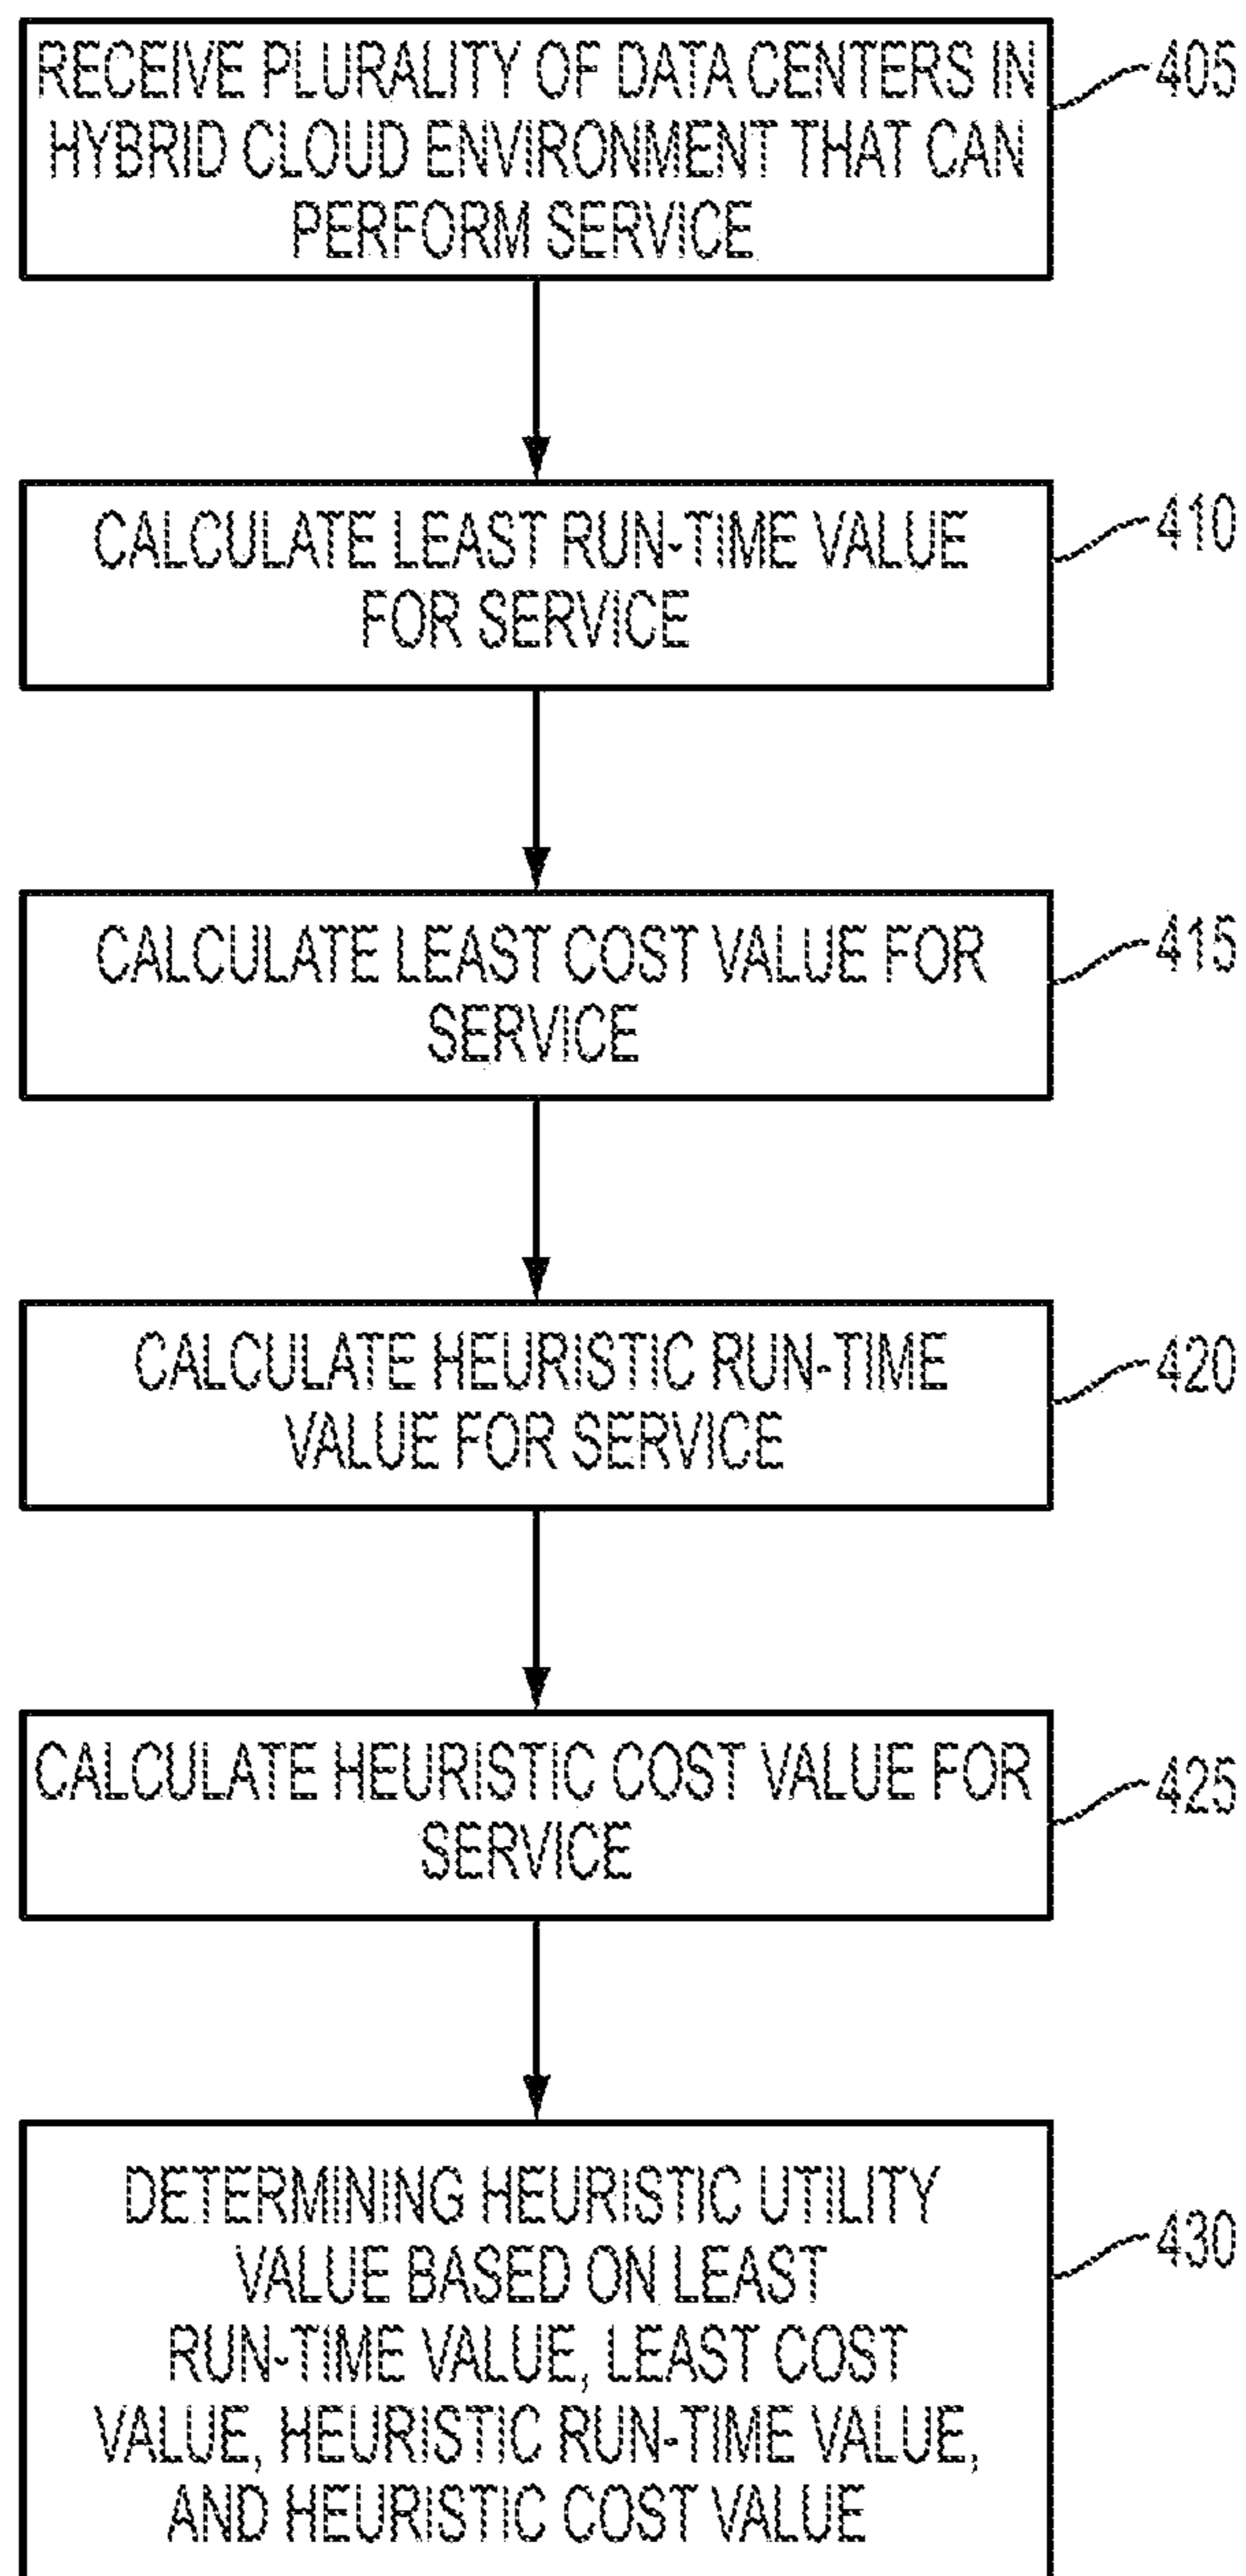 RECEIVE PLURALITY OF DATA CENTERS IN
HYBRID CLOUD ENVIRONMENT THAT CAN
PERFORM SERVICE
405
CALCULATE LEAST RUN-TIME VALUE
FOR SERVICE
410
CALCULATE LEAST COST VALUE FOR
SERVICE
415
CALCULATE HEURISTIC RUN-TIME
VALUE FOR SERVICE
420
CALCULATE HEURISTIC COST VALUE FOR
SERVICE
425
DETERMINING HEURISTIC UTILITY
VALUE BASED ON LEAST
RUN-TIME VALUE, LEAST COST
VALUE, HEURISTIC RUN-TIME VALUE,
AND HEURISTIC COST VALUE
430